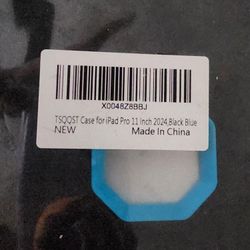 X0048Z8BBJ
TSQQST Case for iPad Pro 11 Inch 2024,Black Blue
NEW Made In China